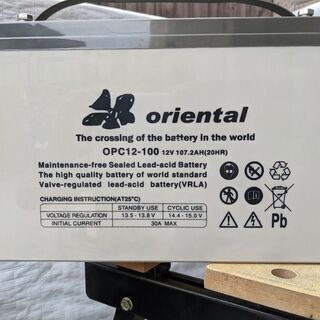 oriental
The crossing of the battery in the world
OPC12-100 12V 107.2AH(20HR)
Maintenance-free Sealed Lead-acid Battery
The high quality battery of world standard
Valve-regulated lead-acid battery(VRLA)
CHARGING INSTRUCTION(AT25°C)
STANDBY USE CYCLIC USE
VOLTAGE REGULATION 13.5 - 13.8 V 14.4 - 15.0 V
INITIAL CURRENT 30A MAX
Pb